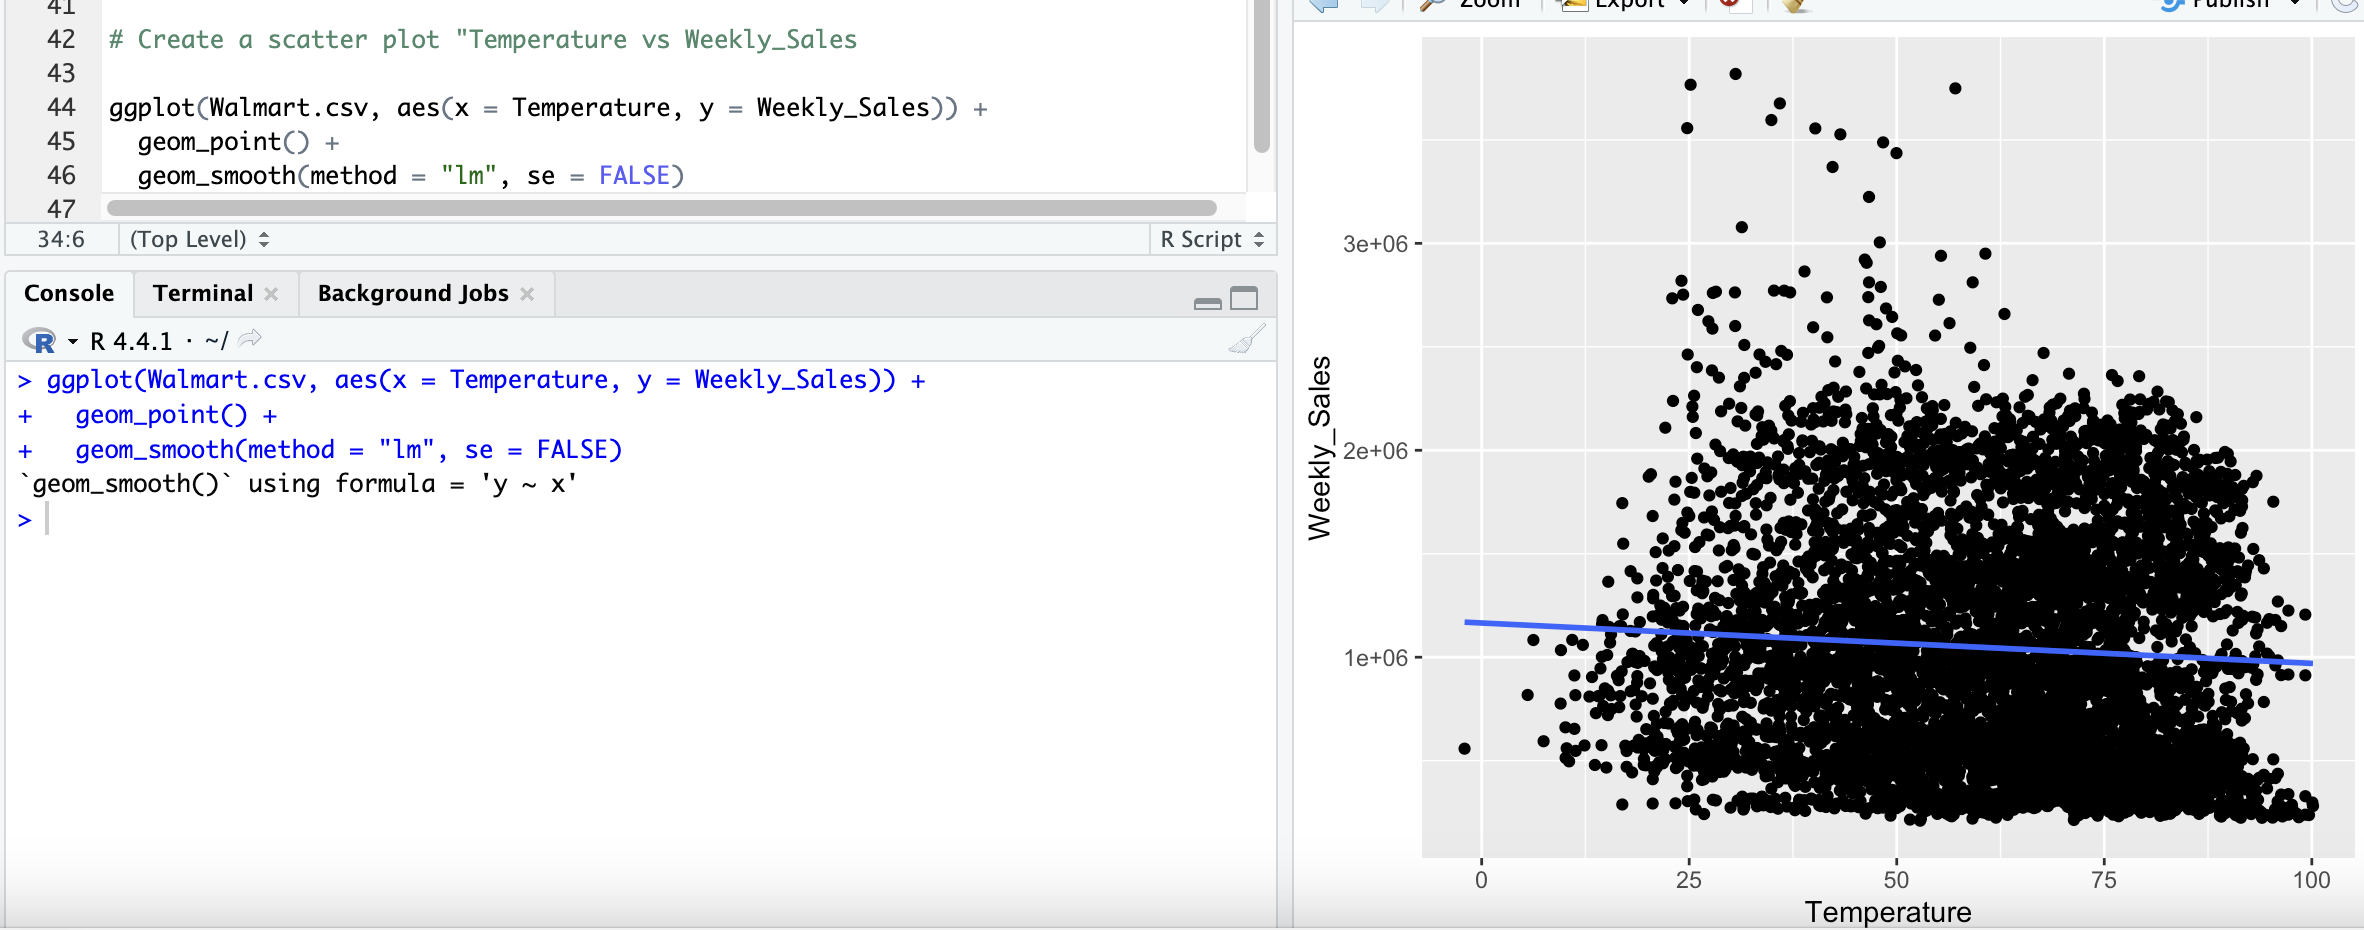 41
Zoom Export Publish
42 # Create a scatter plot "Temperature vs Weekly_Sales
43
44 ggplot(Walmart.csv, aes(x = Temperature, y = Weekly_Sales)) +
45 geom_point() +
46 geom_smooth(method = "lm", se = FALSE)
47
34:6 (Top Level) R Script
Console Terminal Background Jobs
R R 4.4.1 · ~/
> ggplot(Walmart.csv, aes(x = Temperature, y = Weekly_Sales)) +
+ geom_point() +
+ geom_smooth(method = "lm", se = FALSE)
`geom_smooth()` using formula = 'y ~ x'
>
Weekly_Sales
3e+06
2e+06
1e+06
0 25 50 75 100
Temperature